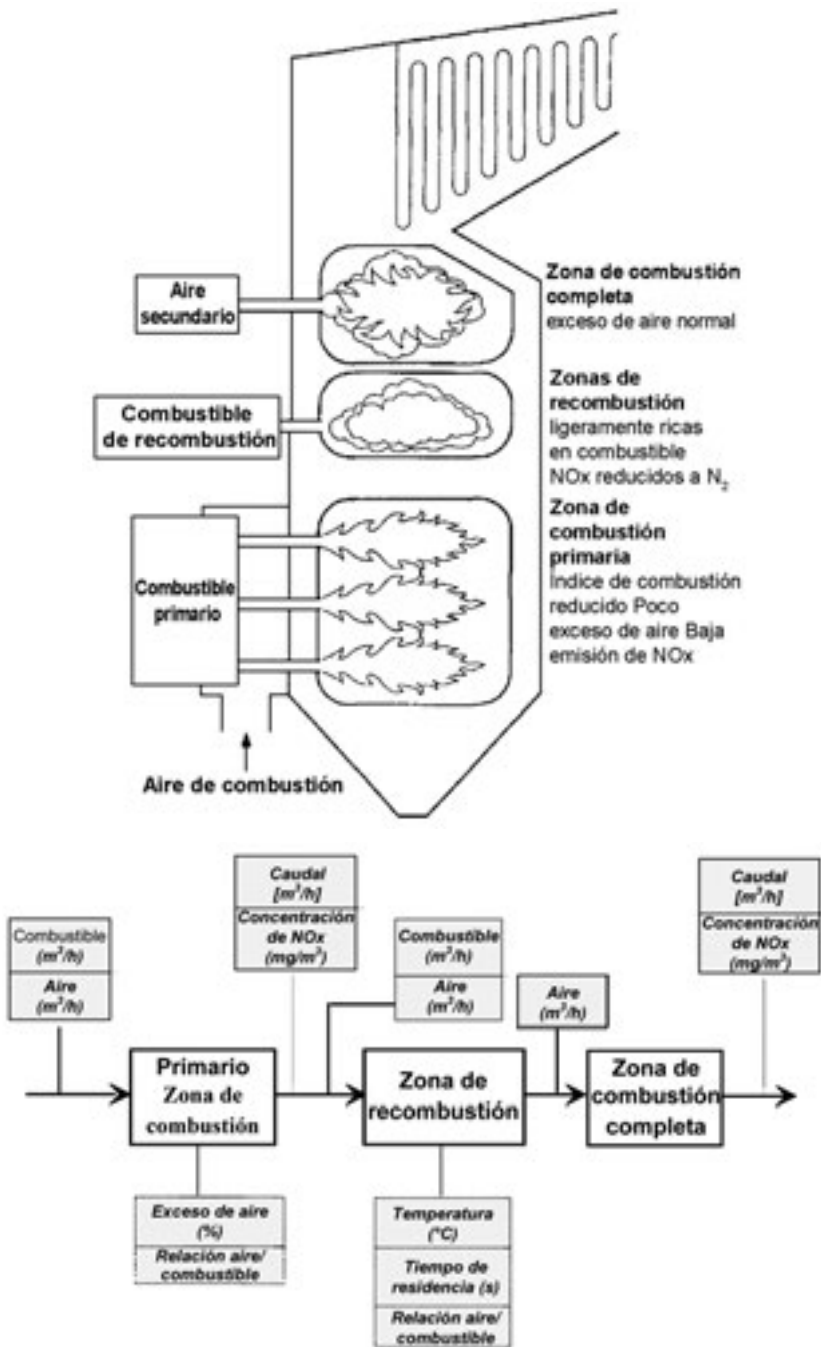 Aire
secundario
Zona de combustión
completa
exceso de aire normal
Combustible
de recombustión
Zonas de
recombustión
ligeramente ricas
en combustible
NOx reducidos a N₂
Combustible
primario
Zona de
combustión
primaria
Índice de combustión
reducido Poco
exceso de aire Baja
emisión de NOx
Aire de combustión
Combustible
(m³/h)
Aire
(m³/h)
Caudal
[m³/h]
Concentración
de NOx
(mg/m³)
Combustible
(m³/h)
Aire
(m³/h)
Aire
(m³/h)
Caudal
[m³/h]
Concentración
de NOx
(mg/m³)
Primario
Zona de
combustión
Zona de
recombustión
Zona de
combustión
completa
Exceso de aire
(%)
Relación aire/
combustible
Temperatura
(°C)
Tiempo de
residencia (s)
Relación aire/
combustible